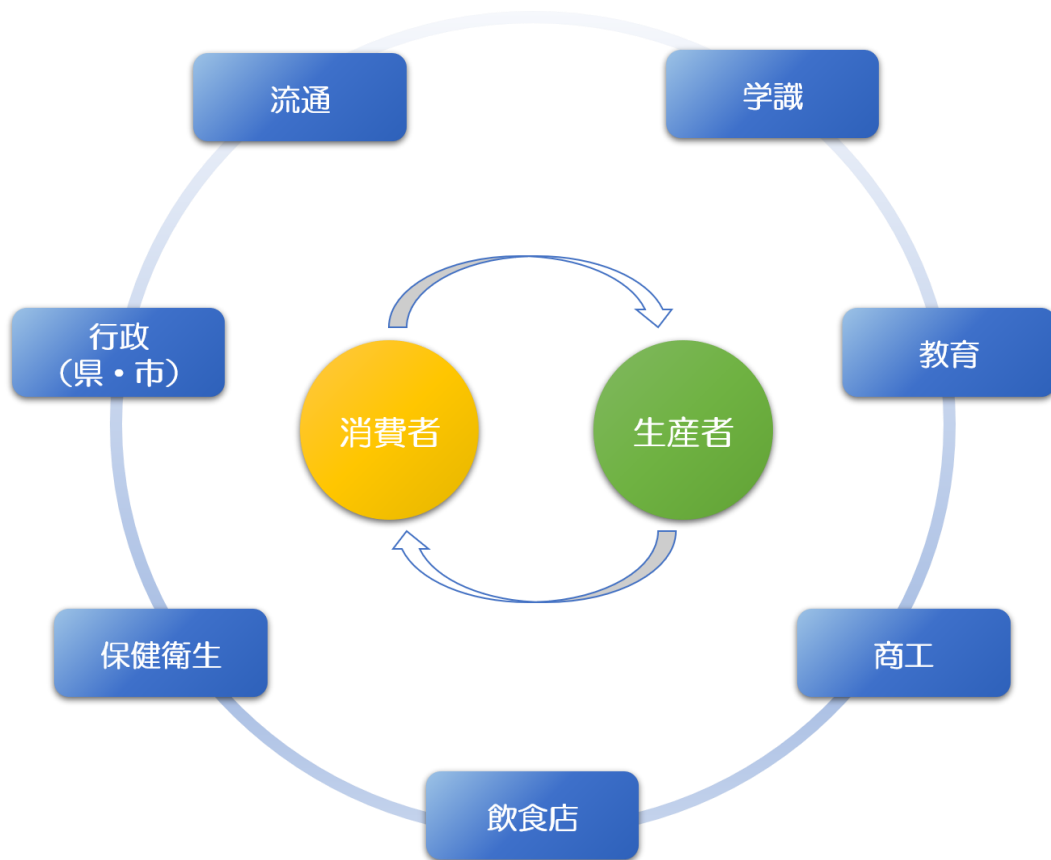 流通
学識
行政
（県・市）
教育
消費者
生産者
保健衛生
商工
飲食店